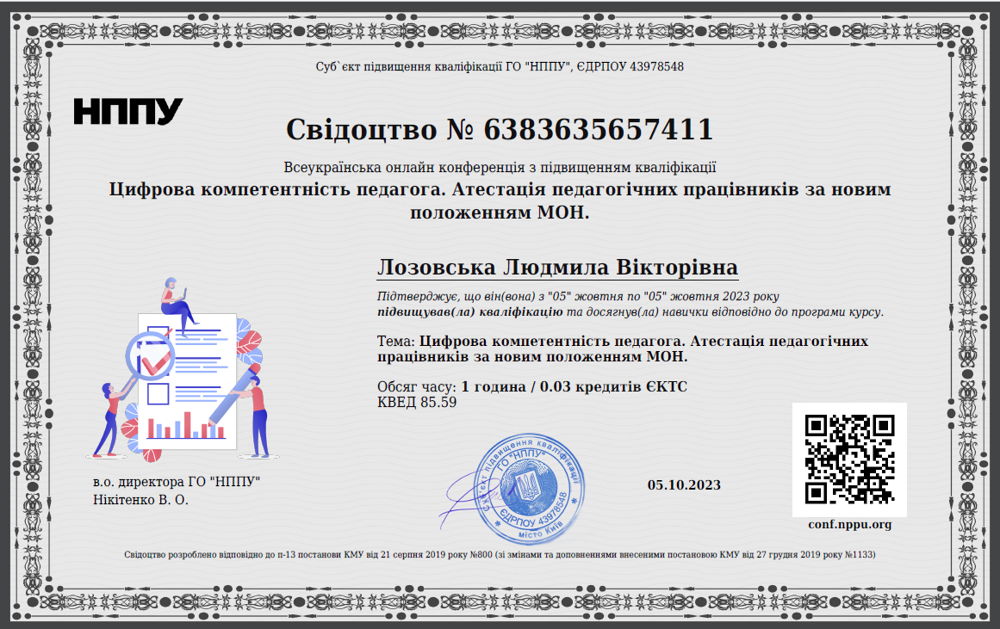 Суб`єкт підвищення кваліфікації ГО "НППУ", ЄДРПОУ 43978548
НППУ
Свідоцтво № 6383635657411
Всеукраїнська онлайн конференція з підвищенням кваліфікації
Цифрова компетентність педагога. Атестація педагогічних працівників за новим
положенням МОН.
Лозовська Людмила Вікторівна
Підтверджує, що він(вона) з "05" жовтня по "05" жовтня 2023 року
підвищував(ла) кваліфікацію та досягнув(ла) навички відповідно до програми курсу.
Тема: Цифрова компетентність педагога. Атестація педагогічних
працівників за новим положенням МОН.
Обсяг часу: 1 година / 0.03 кредитів ЄКТС
КВЕД 85.59
в.о. директора ГО "НППУ"
Нікітенко В. О.
Суб'єкт підвищення кваліфікації
ГО "НППУ"
ЄДРПОУ 43978548
місто Київ
05.10.2023
conf.nppu.org
Свідоцтво розроблено відповідно до п-13 постанови КМУ від 21 серпня 2019 року №800 (зі змінами та доповненнями внесеними постановою КМУ від 27 грудня 2019 року №1133)